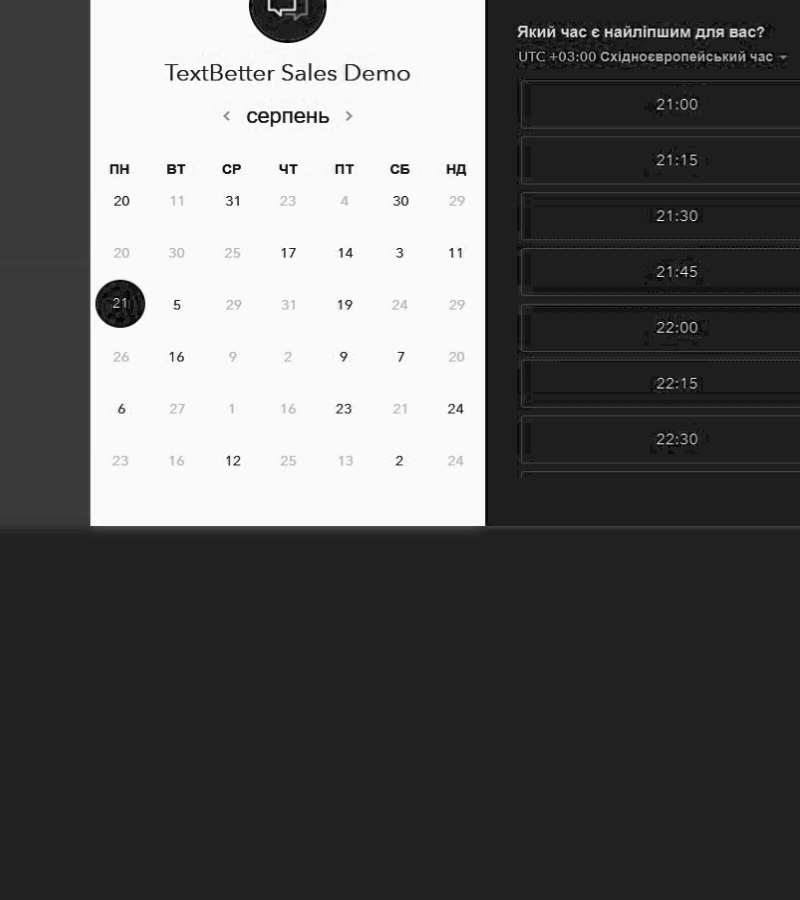 TextBetter Sales Demo
серпень
ПН ВТ СР ЧТ ПТ СБ НД
20 11 31 23 4 30 29
20 30 25 17 14 3 11
21 5 29 31 19 24 29
26 16 9 2 9 7 20
6 27 1 16 23 21 24
23 16 12 25 13 2 24
Який час є найліпшим для вас?
UTC +03:00 Східноєвропейський час
21:00
21:15
21:30
21:45
22:00
22:15
22:30